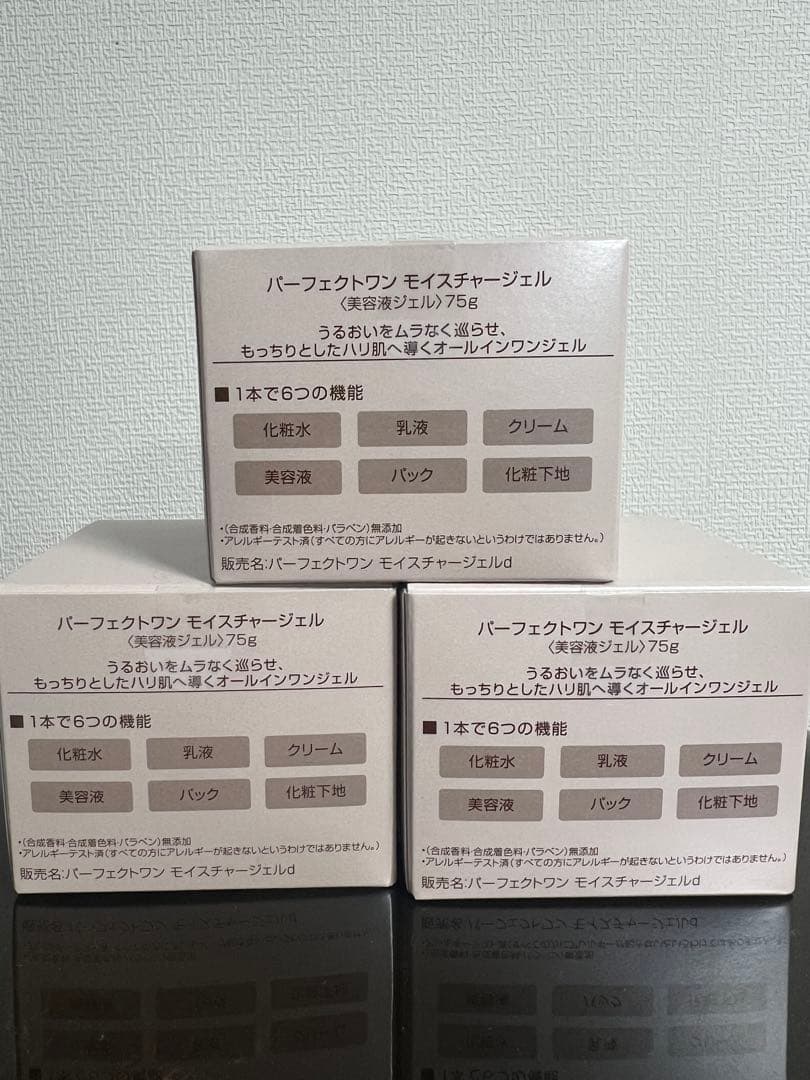 パーフェクトワン モイスチャージェル
〈美容液ジェル〉75g
うるおいをムラなく巡らせ、
もっちりとしたハリ肌へ導くオールインワンジェル
■1本で6つの機能
化粧水 乳液 クリーム
美容液 パック 化粧下地
・(合成香料・合成着色料・パラベン)無添加
・アレルギーテスト済(すべての方にアレルギーが起きないというわけではありません。)
販売名:パーフェクトワン モイスチャージェルd
パーフェクトワン モイスチャージェル
〈美容液ジェル〉75g
うるおいをムラなく巡らせ、
もっちりとしたハリ肌へ導くオールインワンジェル
■1本で6つの機能
化粧水 乳液 クリーム
美容液 パック 化粧下地
・(合成香料・合成着色料・パラベン)無添加
・アレルギーテスト済(すべての方にアレルギーが起きないというわけではありません。)
販売名:パーフェクトワン モイスチャージェルd
パーフェクトワン モイスチャージェル
〈美容液ジェル〉75g
うるおいをムラなく巡らせ、
もっちりとしたハリ肌へ導くオールインワンジェル
■1本で6つの機能
化粧水 乳液 クリーム
美容液 パック 化粧下地
・(合成香料・合成着色料・パラベン)無添加
・アレルギーテスト済(すべての方にアレルギーが起きないというわけではありません。)
販売名:パーフェクトワン モイスチャージェルd